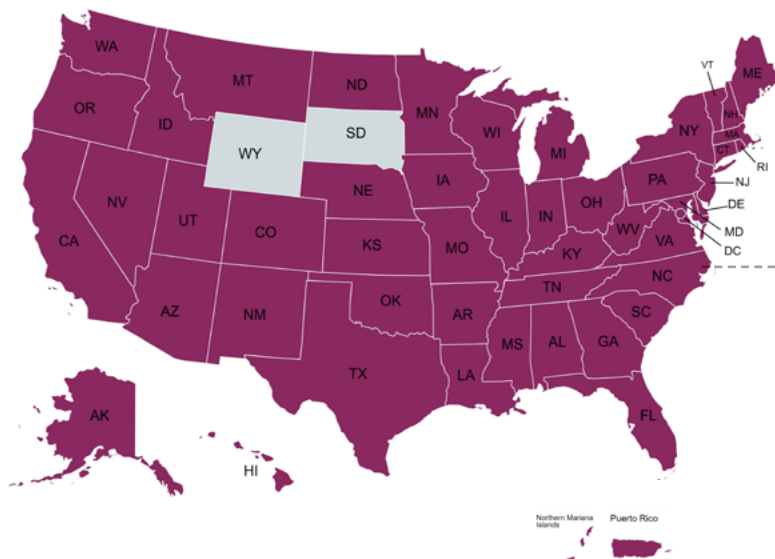 WA
MT
ND
MN
VT
ME
OR
ID
WY
SD
WI
MI
NY
NH
MA
CT
RI
NV
UT
CO
NE
IA
IL
IN
OH
PA
NJ
DE
MD
DC
CA
KS
MO
KY
WV
VA
AZ
NM
OK
AR
TN
NC
SC
TX
LA
MS
AL
GA
FL
AK
HI
Northern Mariana
Islands
Puerto Rico